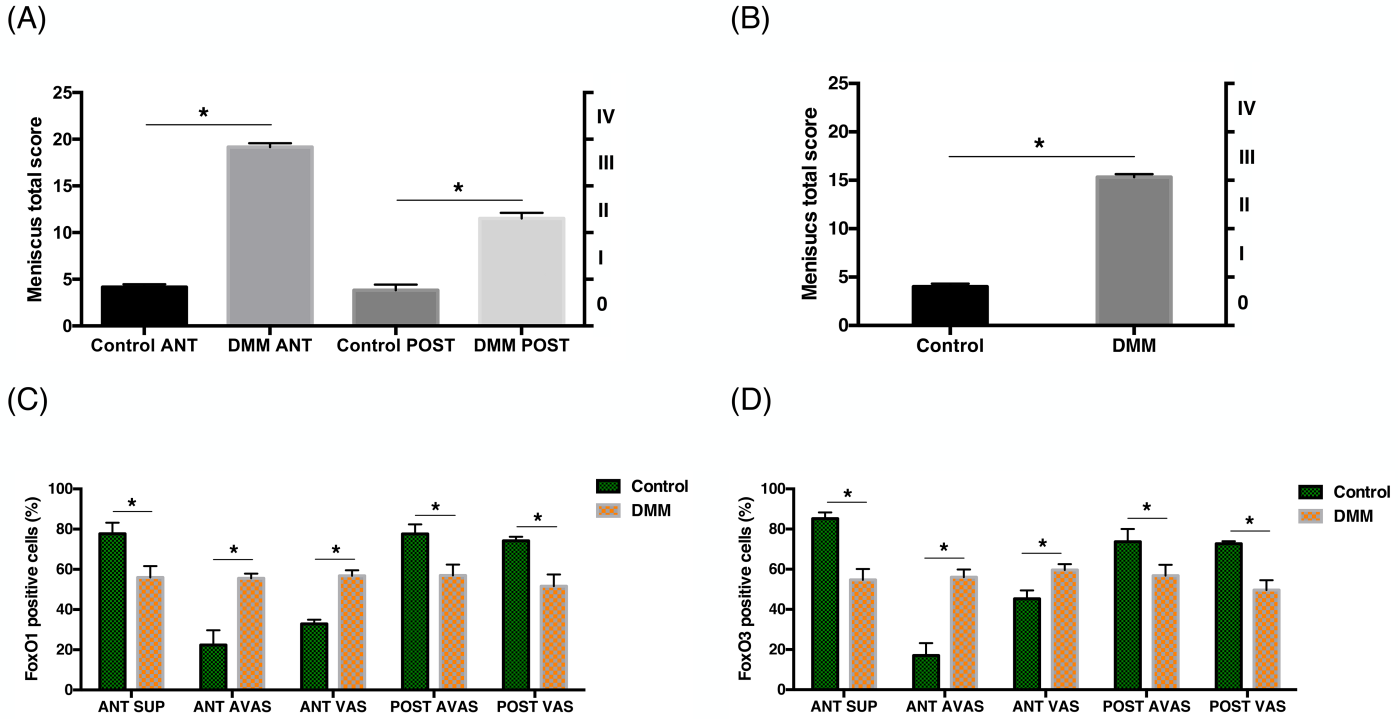 (A)
(B)
Meniscus total score
25
20
15
10
5
0
IV
III
II
I
0
*
*
Control ANT
DMM ANT
Control POST
DMM POST
Menisucs total score
25
20
15
10
5
0
IV
III
II
I
0
*
Control
DMM
(C)
(D)
FoxO1 positive cells (%)
100
80
60
40
20
0
*
*
*
*
*
ANT SUP
ANT AVAS
ANT VAS
POST AVAS
POST VAS
Control
DMM
FoxO3 positive cells (%)
100
80
60
40
20
0
*
*
*
*
*
ANT SUP
ANT AVAS
ANT VAS
POST AVAS
POST VAS
Control
DMM